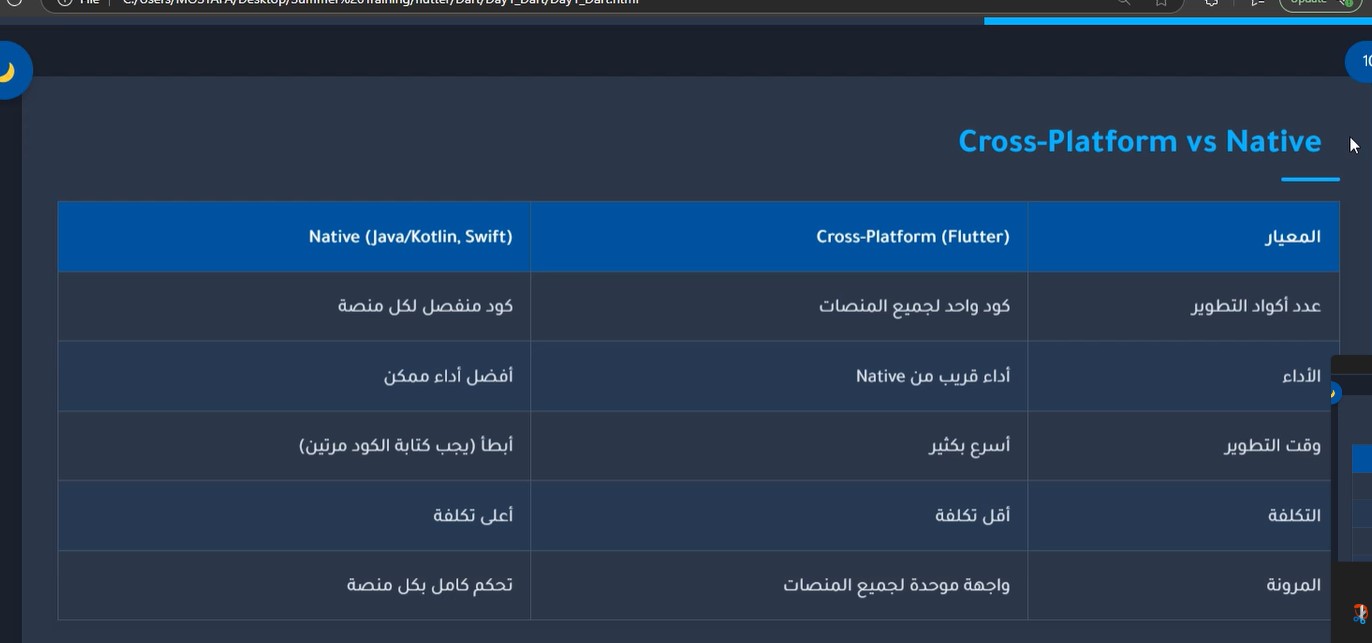 File
C:/Users/MOSTAFA/Desktop/Summer%20Training/flutter/Dart/Day1_Dart/Day1_Dart.html
Update
10
Cross-Platform vs Native
المعيار
Cross-Platform (Flutter)
Native (Java/Kotlin, Swift)
عدد أكواد التطوير
كود واحد لجميع المنصات
كود منفصل لكل منصة
الأداء
أداء قريب من Native
أفضل أداء ممكن
وقت التطوير
أسرع بكثير
أبطأ (يجب كتابة الكود مرتين)
التكلفة
أقل تكلفة
أعلى تكلفة
المرونة
واجهة موحدة لجميع المنصات
تحكم كامل بكل منصة